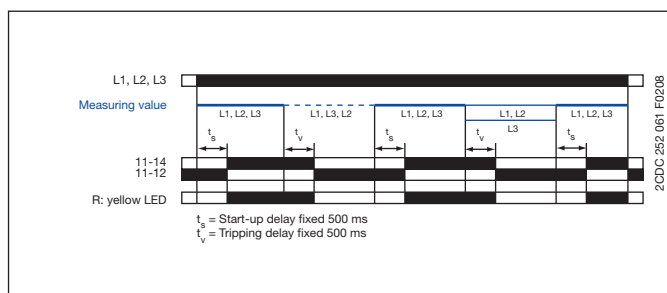 L1, L2, L3
Measuring value
L1, L2, L3
L1, L3, L2
L1, L2, L3
L1, L2
L3
L1, L2, L3
ts
tv
ts
tv
ts
11-14
11-12
R: yellow LED
ts = Start-up delay fixed 500 ms
tv = Tripping delay fixed 500 ms
2CDC 252 061 F0208